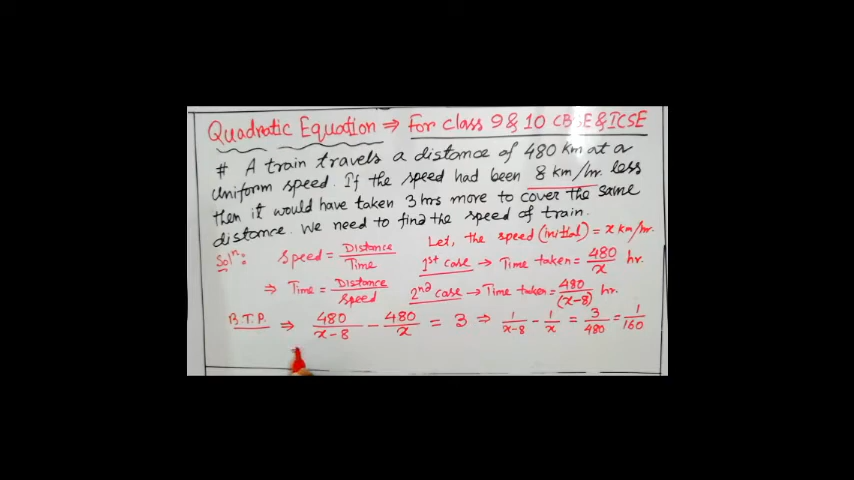 Quadratic Equation ⇒ For class 9 & 10 CBSE & ICSE
# A train travels a distance of 480 km at a
uniform speed. If the speed had been 8 km/hr. less
then it would have taken 3 hrs more to cover the same
distance. We need to find the speed of train.
Solⁿ: Speed = Distance/Time
Let, the speed (initial) = x km/hr.
1st case → Time taken = 480/x hr.
⇒ Time = Distance/Speed
2nd case → Time taken = 480/(x-8) hr.
B.T.P. ⇒ 480/x-8 - 480/x = 3 ⇒ 1/x-8 - 1/x = 3/480 = 1/160